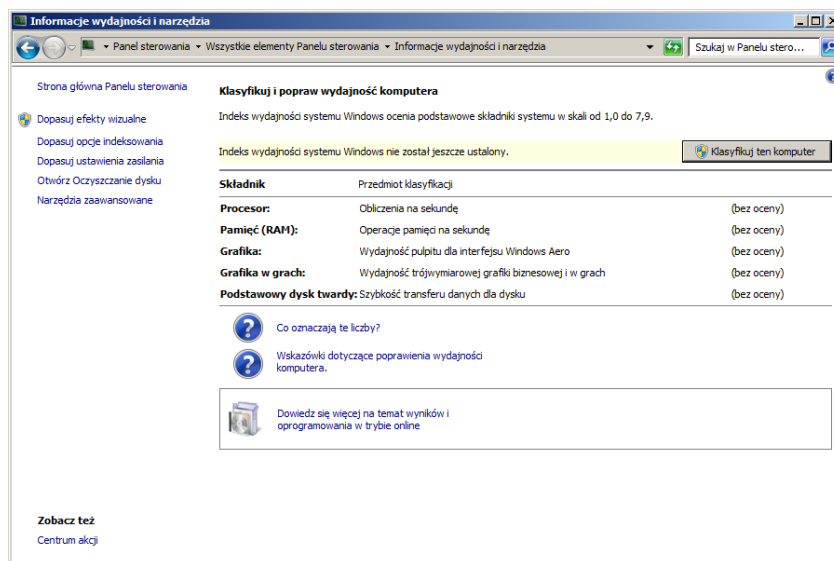 Informacje wydajności i narzędzia
Panel sterowania
Wszystkie elementy Panelu sterowania
Informacje wydajności i narzędzia
Szukaj w Panelu stero...
Strona główna Panelu sterowania
Dopasuj efekty wizualne
Dopasuj opcje indeksowania
Dopasuj ustawienia zasilania
Otwórz Oczyszczanie dysku
Narzędzia zaawansowane
Klasyfikuj i popraw wydajność komputera
Indeks wydajności systemu Windows ocenia podstawowe składniki systemu w skali od 1,0 do 7,9.
Indeks wydajności systemu Windows nie został jeszcze ustalony.
Klasyfikuj ten komputer
Składnik Przedmiot klasyfikacji
Procesor: Obliczenia na sekundę (bez oceny)
Pamięć (RAM): Operacje pamięci na sekundę (bez oceny)
Grafika: Wydajność pulpitu dla interfejsu Windows Aero (bez oceny)
Grafika w grach: Wydajność trójwymiarowej grafiki biznesowej i w grach (bez oceny)
Podstawowy dysk twardy: Szybkość transferu danych dla dysku (bez oceny)
Co oznaczają te liczby?
Wskazówki dotyczące poprawienia wydajności
komputera.
Dowiedz się więcej na temat wyników i
oprogramowania w trybie online
Zobacz też
Centrum akcji